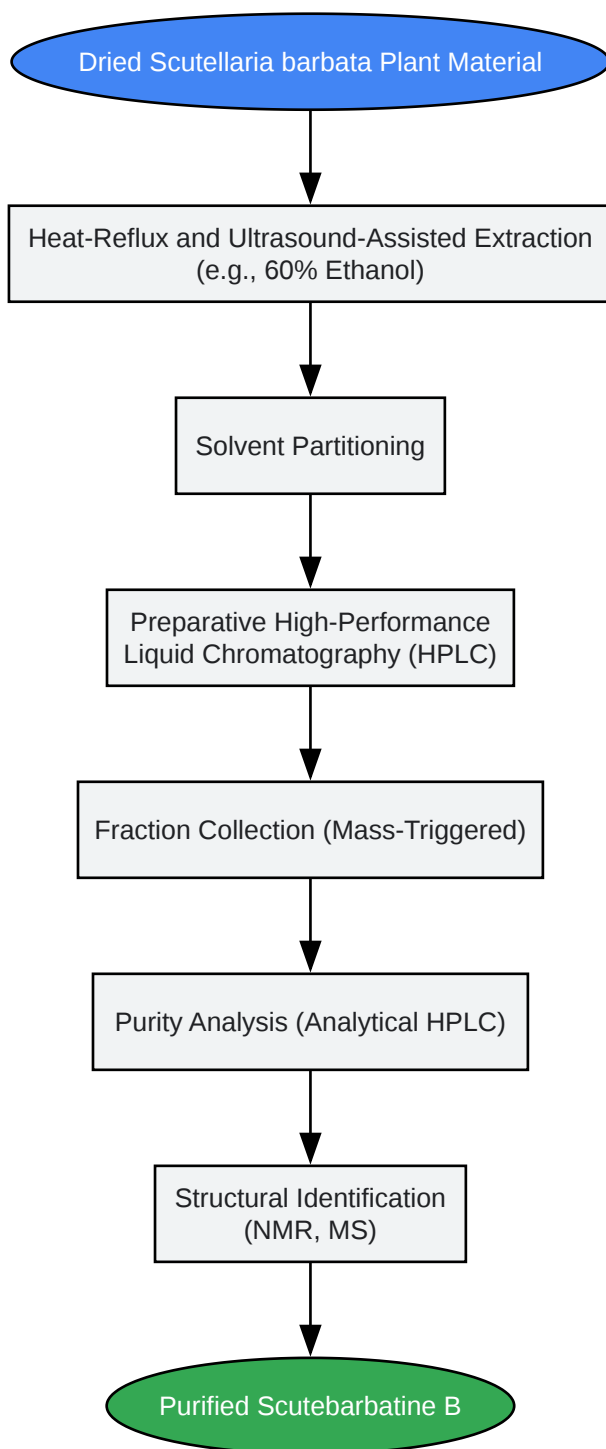 Dried Scutellaria barbata Plant Material
Heat-Reflux and Ultrasound-Assisted Extraction
(e.g., 60% Ethanol)
Solvent Partitioning
Preparative High-Performance
Liquid Chromatography (HPLC)
Fraction Collection (Mass-Triggered)
Purity Analysis (Analytical HPLC)
Structural Identification
(NMR, MS)
Purified Scutebarbatine B